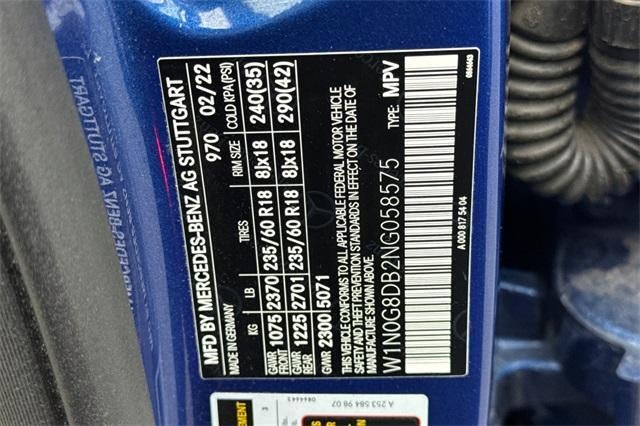 MFD BY MERCEDES-BENZ AG STUTTGART
MADE IN GERMANY 970 02/22
KG LB TIRES RIM SIZE COLD KPA (PSI)
GAWR FRONT 1075 2370 235/60 R18 8Jx18 240(35)
GAWR REAR 1225 2701 235/60 R18 8Jx18 290(42)
GVWR 2300/5071
THIS VEHICLE CONFORMS TO ALL APPLICABLE FEDERAL MOTOR VEHICLE
SAFETY BUMPER AND THEFT PREVENTION STANDARDS IN EFFECT ON THE DATE OF
MANUFACTURE SHOWN ABOVE.
W1N0G8DB2NG058575 TYPE: MPV
A 000 817 54 04
A 253 584 98 07